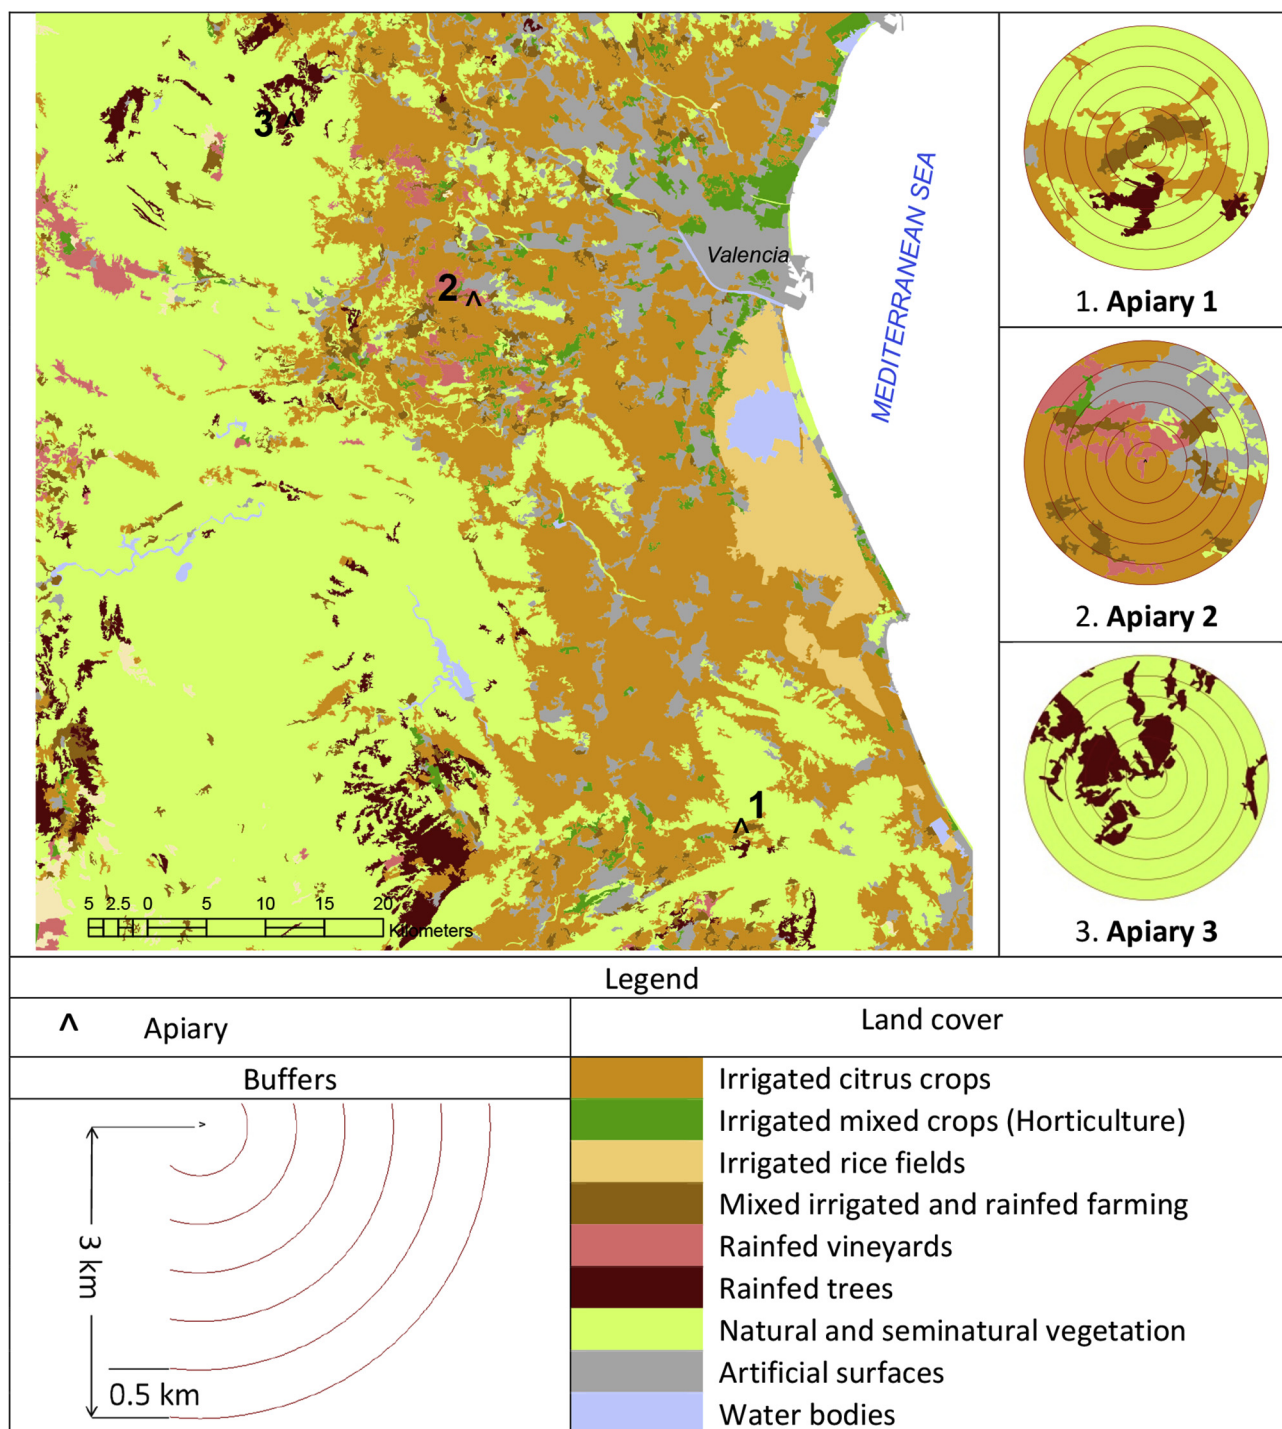 3
2
Valencia
MEDITERRANEAN SEA
1
5 2.5 0 5 10 15 20
Kilometers
1. Apiary 1
2. Apiary 2
3. Apiary 3
Legend
^ Apiary
Land cover
Buffers
3 km
0.5 km
Irrigated citrus crops
Irrigated mixed crops (Horticulture)
Irrigated rice fields
Mixed irrigated and rainfed farming
Rainfed vineyards
Rainfed trees
Natural and seminatural vegetation
Artificial surfaces
Water bodies